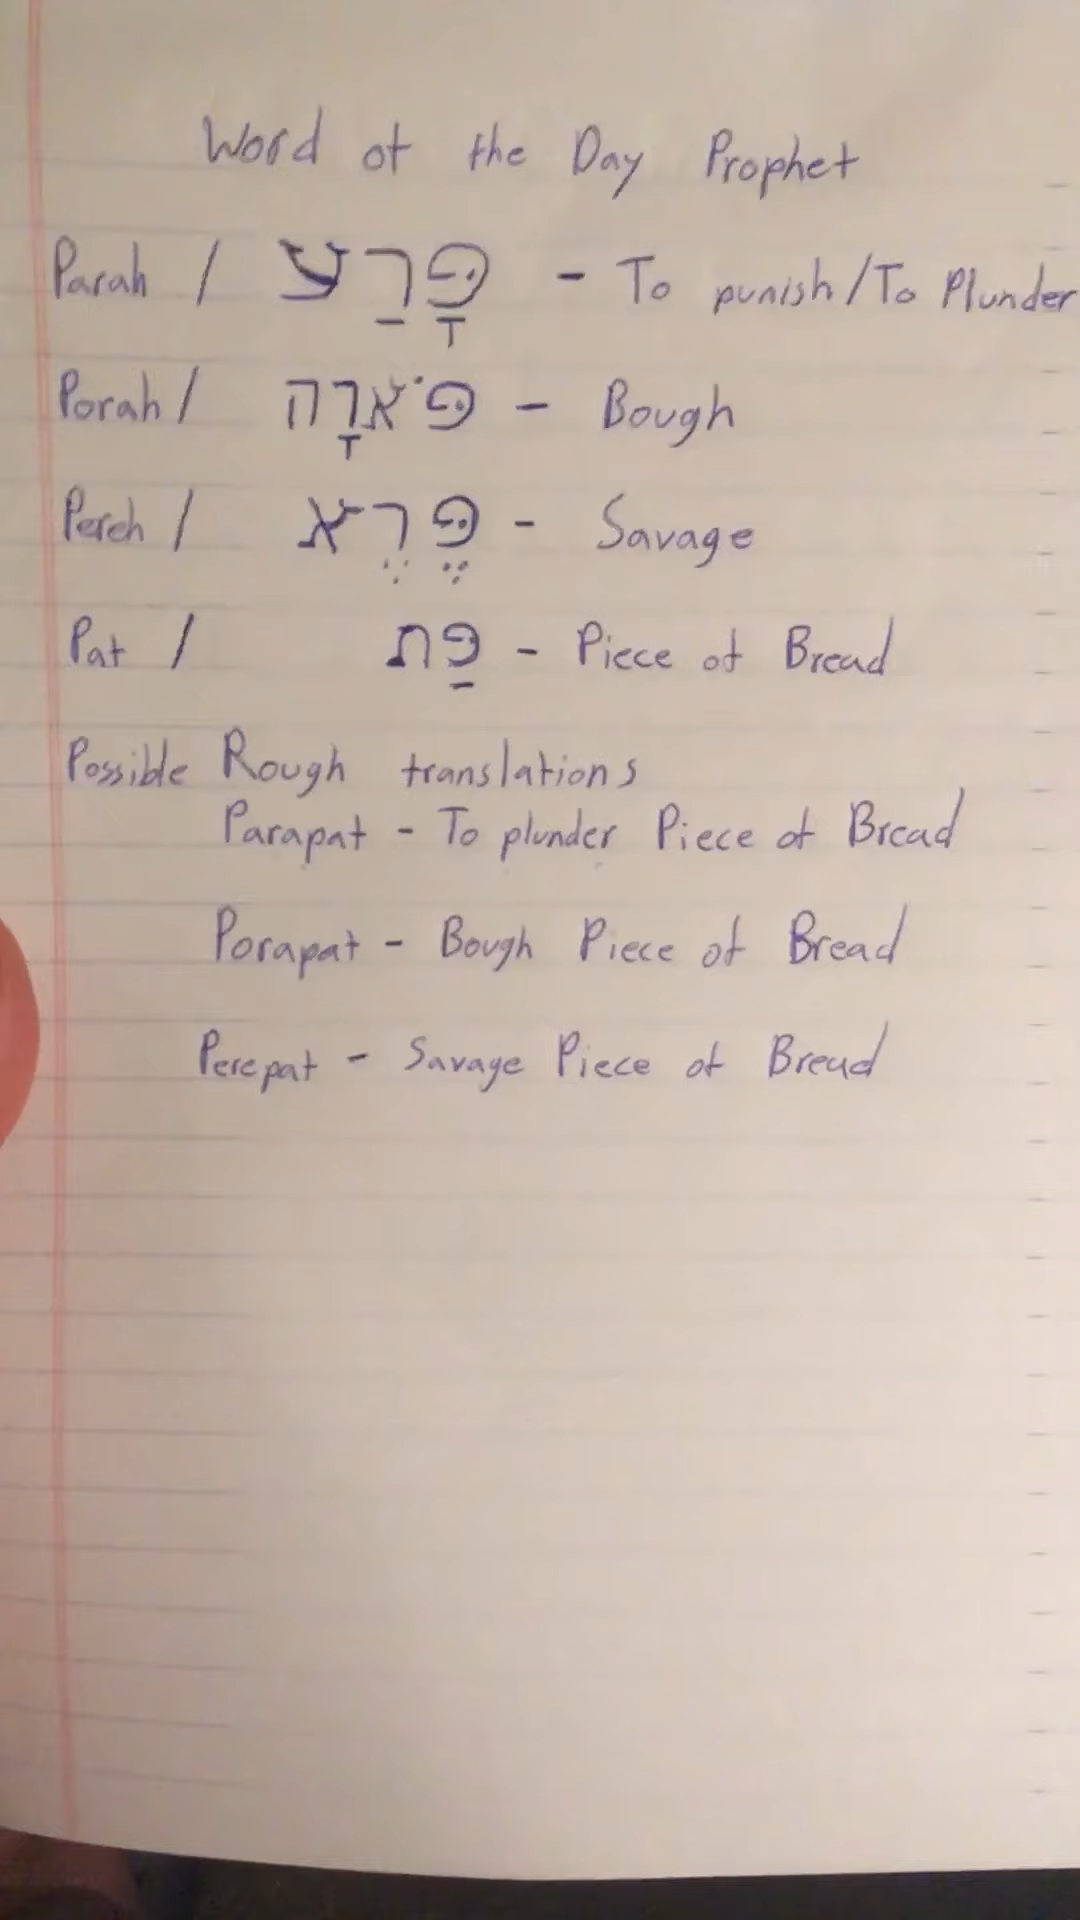 Word of the Day Prophet
Parah / פָּרַע - To punish/To Plunder
Porah / פֹּארָה - Bough
Pereh / פֶּרֶא - Savage
Pat / פַּת - Piece of Bread
Possible Rough translations
Parapat - To plunder Piece of Bread
Porapat - Bough Piece of Bread
Perepat - Savage Piece of Bread